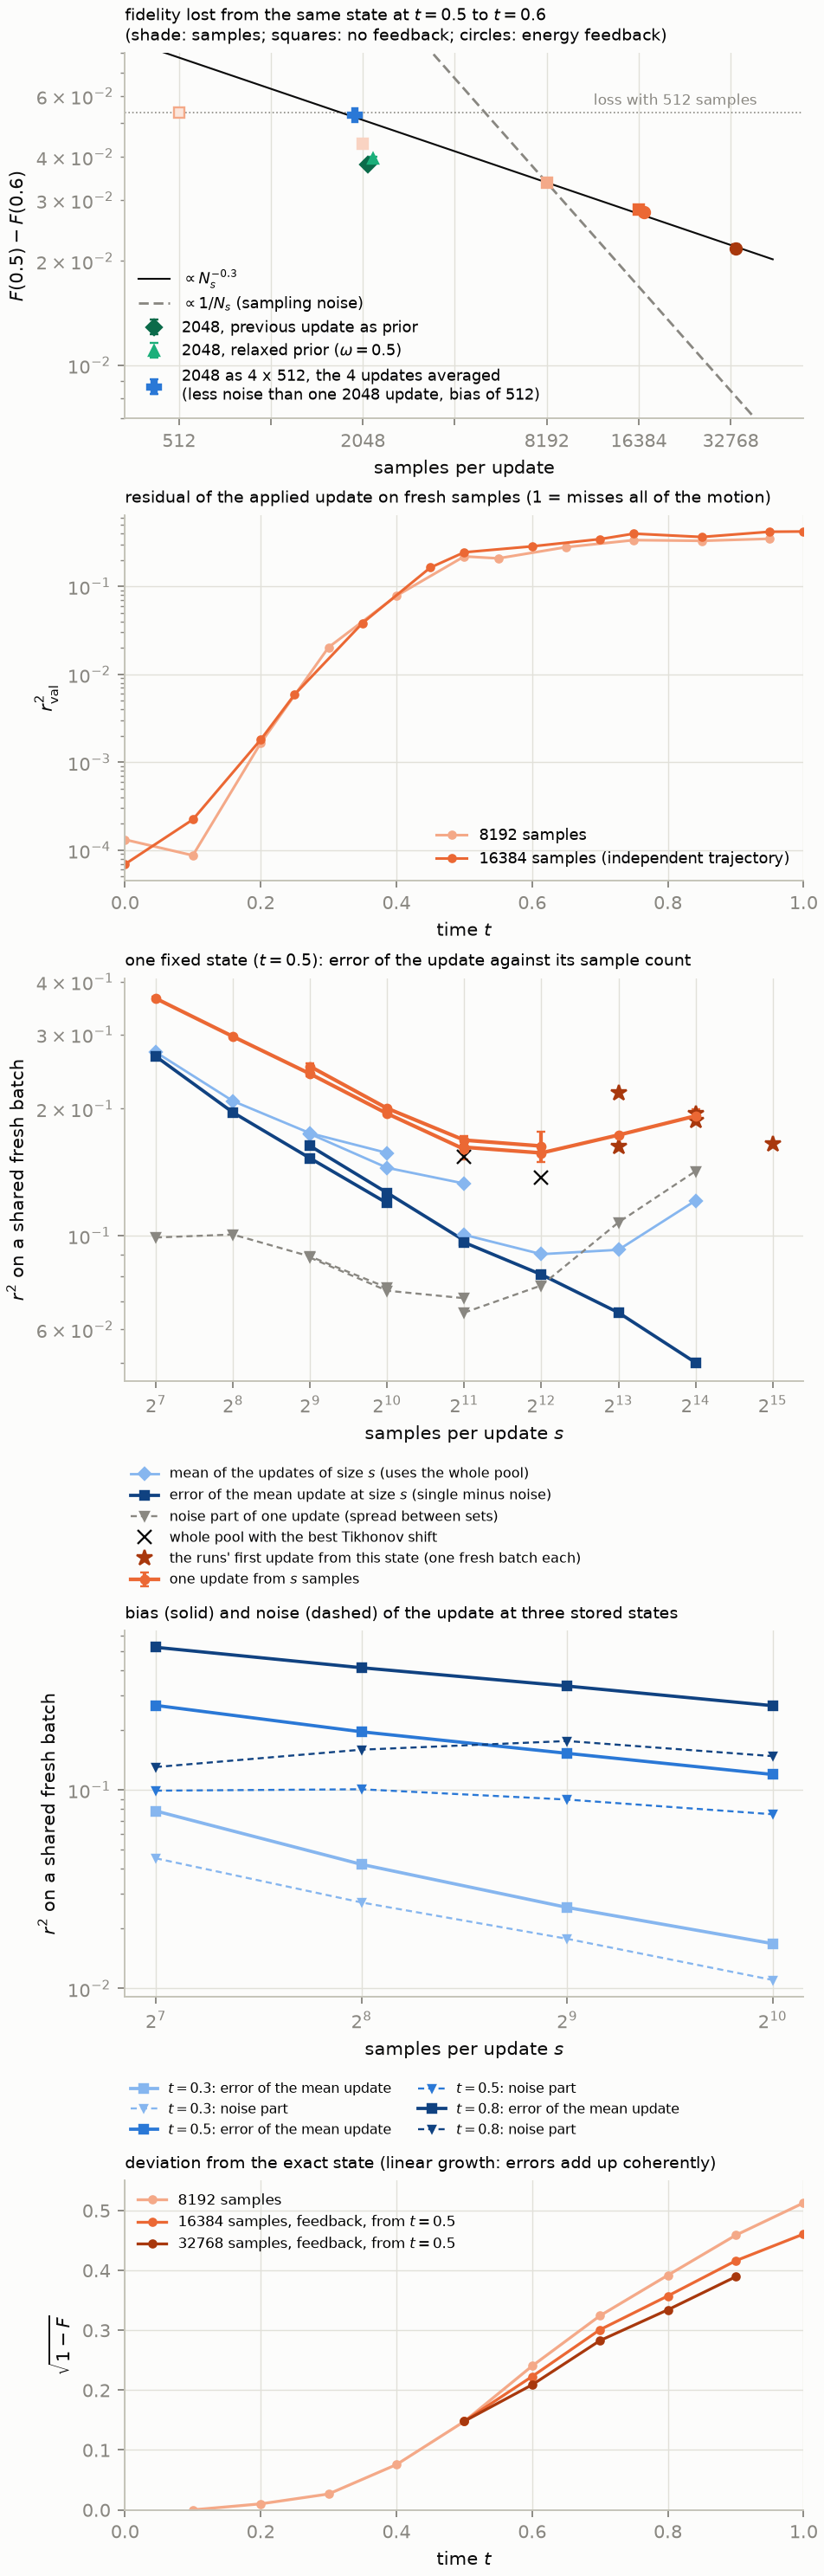 fidelity lost from the same state at t = 0.5 to t = 0.6
(shade: samples; squares: no feedback; circles: energy feedback)
F(0.5) − F(0.6)
6 × 10⁻²
4 × 10⁻²
3 × 10⁻²
2 × 10⁻²
10⁻²
loss with 512 samples
∝ Nₛ^−0.3
∝ 1/Nₛ (sampling noise)
2048, previous update as prior
2048, relaxed prior (ω = 0.5)
2048 as 4 x 512, the 4 updates averaged
(less noise than one 2048 update, bias of 512)
512 2048 8192 16384 32768
samples per update
residual of the applied update on fresh samples (1 = misses all of the motion)
r²val
10⁻¹
10⁻²
10⁻³
10⁻⁴
8192 samples
16384 samples (independent trajectory)
0.0 0.2 0.4 0.6 0.8 1.0
time t
one fixed state (t = 0.5): error of the update against its sample count
r² on a shared fresh batch
4 × 10⁻¹
3 × 10⁻¹
2 × 10⁻¹
10⁻¹
6 × 10⁻²
2⁷ 2⁸ 2⁹ 2¹⁰ 2¹¹ 2¹² 2¹³ 2¹⁴ 2¹⁵
samples per update s
mean of the updates of size s (uses the whole pool)
error of the mean update at size s (single minus noise)
noise part of one update (spread between sets)
whole pool with the best Tikhonov shift
the runs' first update from this state (one fresh batch each)
one update from s samples
bias (solid) and noise (dashed) of the update at three stored states
r² on a shared fresh batch
10⁻¹
10⁻²
2⁷ 2⁸ 2⁹ 2¹⁰
samples per update s
t = 0.3: error of the mean update
t = 0.3: noise part
t = 0.5: error of the mean update
t = 0.5: noise part
t = 0.8: error of the mean update
t = 0.8: noise part
deviation from the exact state (linear growth: errors add up coherently)
√1 − F
0.5
0.4
0.3
0.2
0.1
0.0
8192 samples
16384 samples, feedback, from t = 0.5
32768 samples, feedback, from t = 0.5
0.0 0.2 0.4 0.6 0.8 1.0
time t